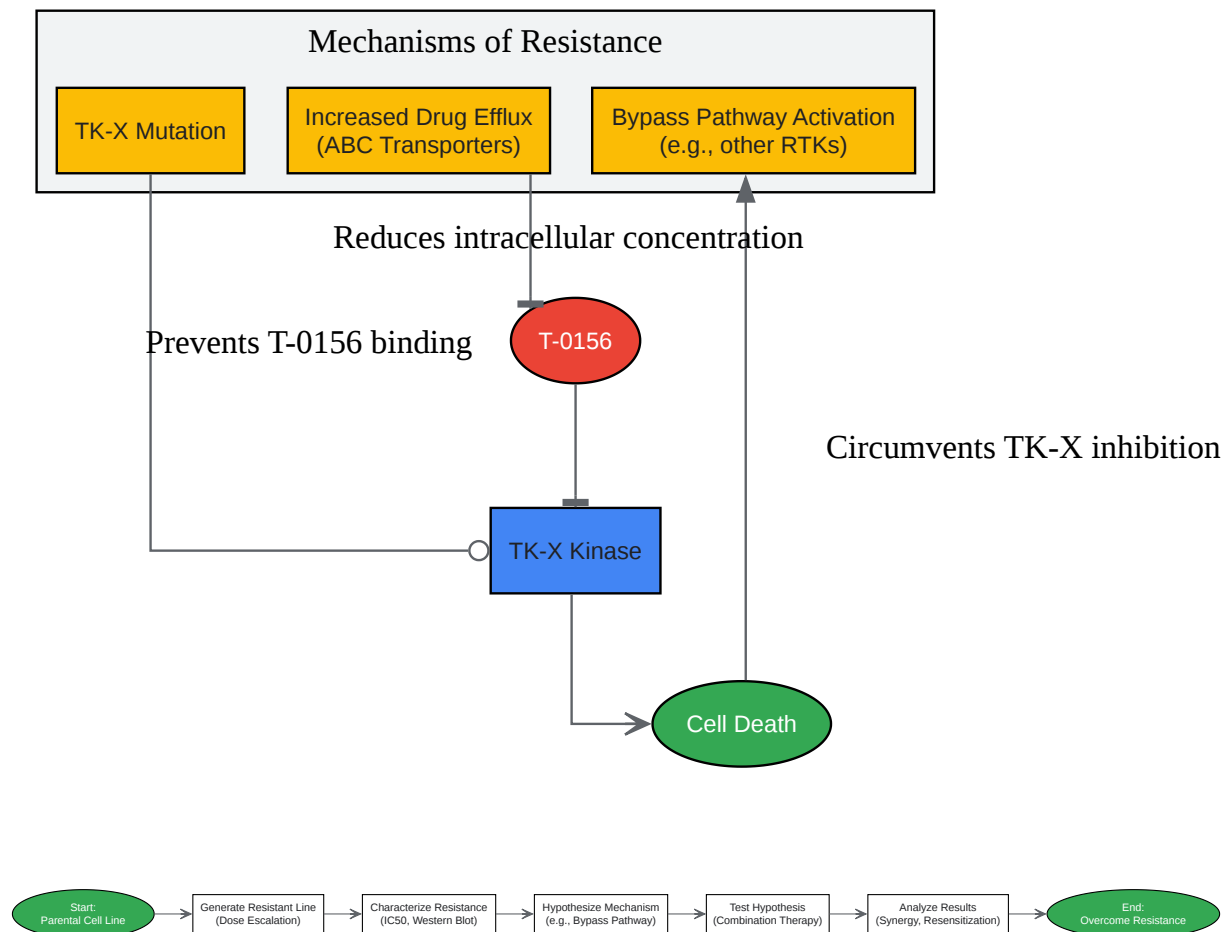 Mechanisms of Resistance
TK-X Mutation
Increased Drug Efflux
(ABC Transporters)
Bypass Pathway Activation
(e.g., other RTKs)
Reduces intracellular concentration
Prevents T-0156 binding
T-0156
Circumvents TK-X inhibition
TK-X Kinase
Cell Death
Start:
Parental Cell Line
Generate Resistant Line
(Dose Escalation)
Characterize Resistance
(IC50, Western Blot)
Hypothesize Mechanism
(e.g., Bypass Pathway)
Test Hypothesis
(Combination Therapy)
Analyze Results
(Synergy, Resensitization)
End:
Overcome Resistance